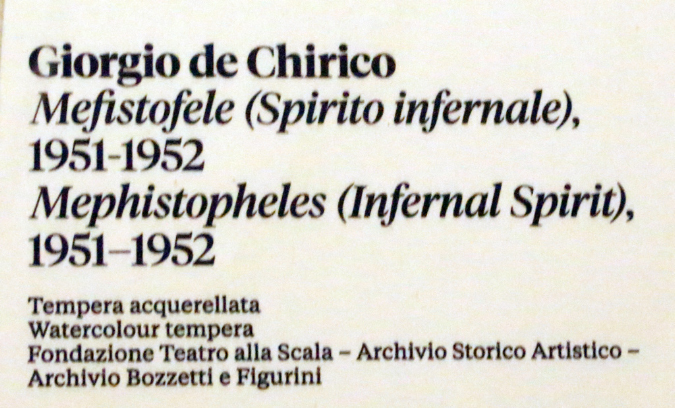 Giorgio de Chirico
Mefistofele (Spirito infernale),
1951-1952
Mephistopheles (Infernal Spirit),
1951–1952
Tempera acquerellata
Watercolour tempera
Fondazione Teatro alla Scala – Archivio Storico Artistico –
Archivio Bozzetti e Figurini